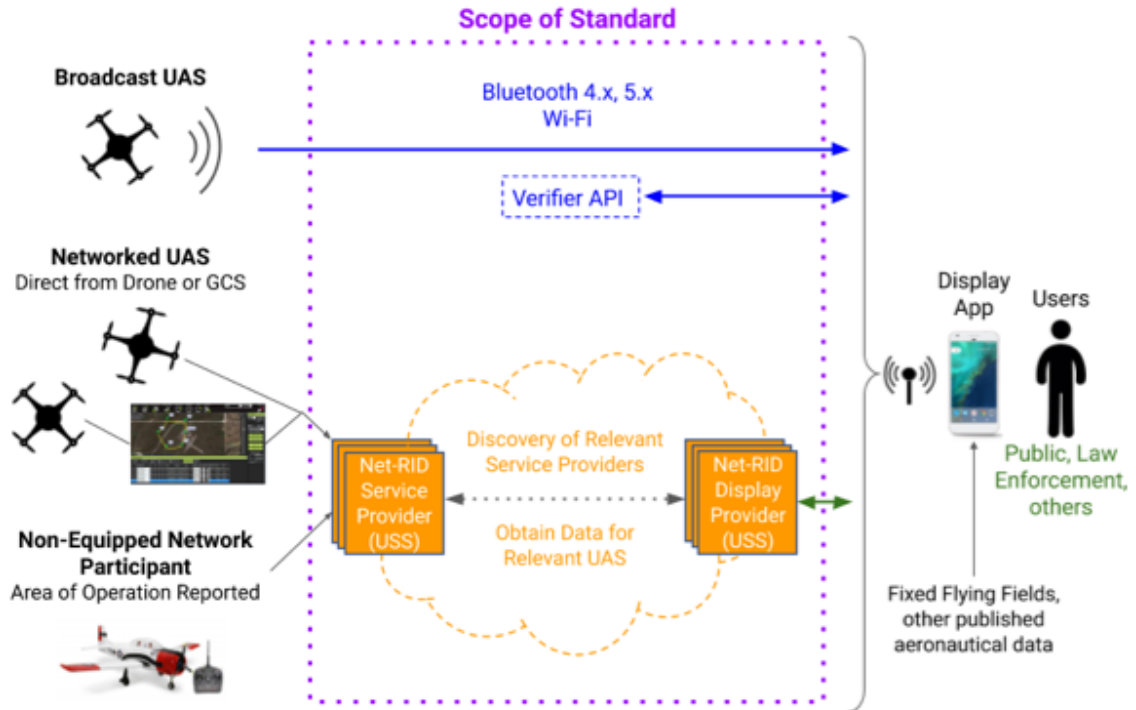 Scope of Standard
Broadcast UAS
Bluetooth 4.x, 5.x
Wi-Fi
Verifier API
Networked UAS
Direct from Drone or GCS
Display
App
Users
Discovery of Relevant
Service Providers
Net-RID
Service
Provider
(USS)
Net-RID
Display
Provider
(USS)
Obtain Data for
Relevant UAS
Public, Law
Enforcement,
others
Non-Equipped Network
Participant
Area of Operation Reported
Fixed Flying Fields,
other published
aeronautical data